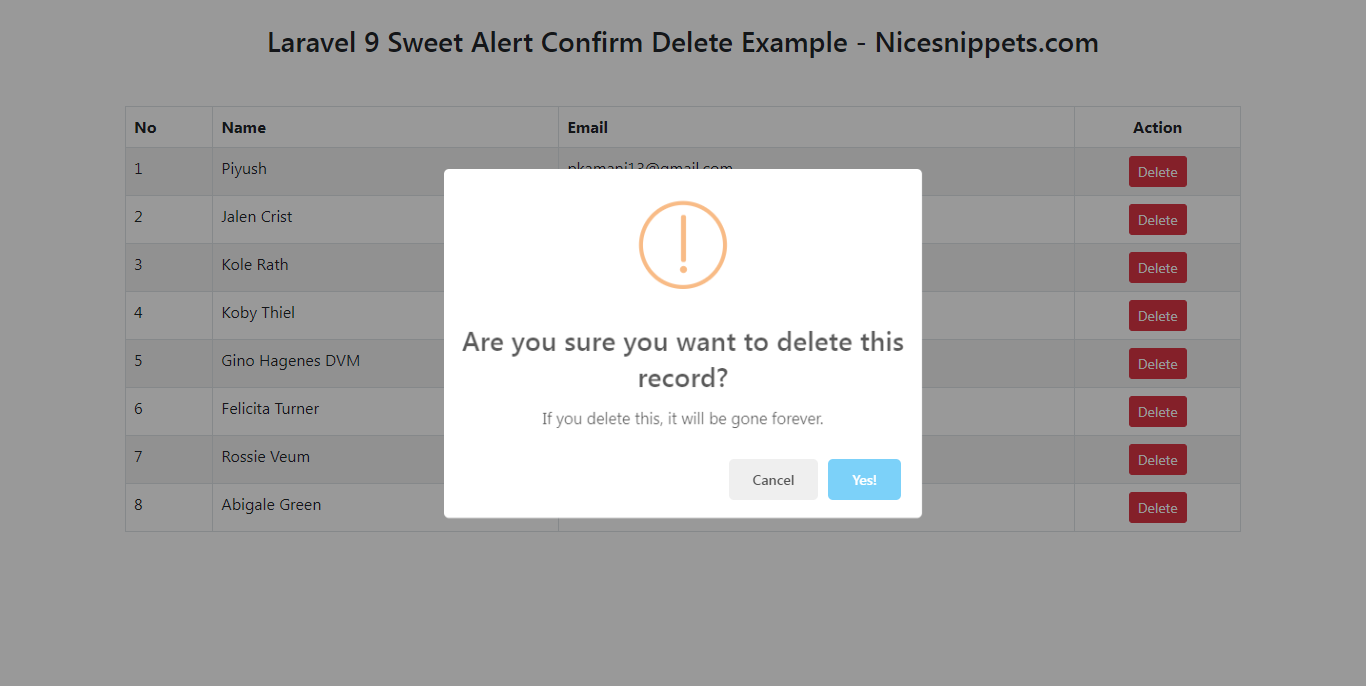 Laravel 9 Sweet Alert Confirm Delete Example - Nicesnippets.com
No Name Email Action
1 Piyush pkamani13@gmail.com Delete
2 Jalen Crist Delete
3 Kole Rath Delete
4 Koby Thiel Delete
5 Gino Hagenes DVM Delete
6 Felicita Turner Delete
7 Rossie Veum Delete
8 Abigale Green Delete
Are you sure you want to delete this
record?
If you delete this, it will be gone forever.
Cancel Yes!